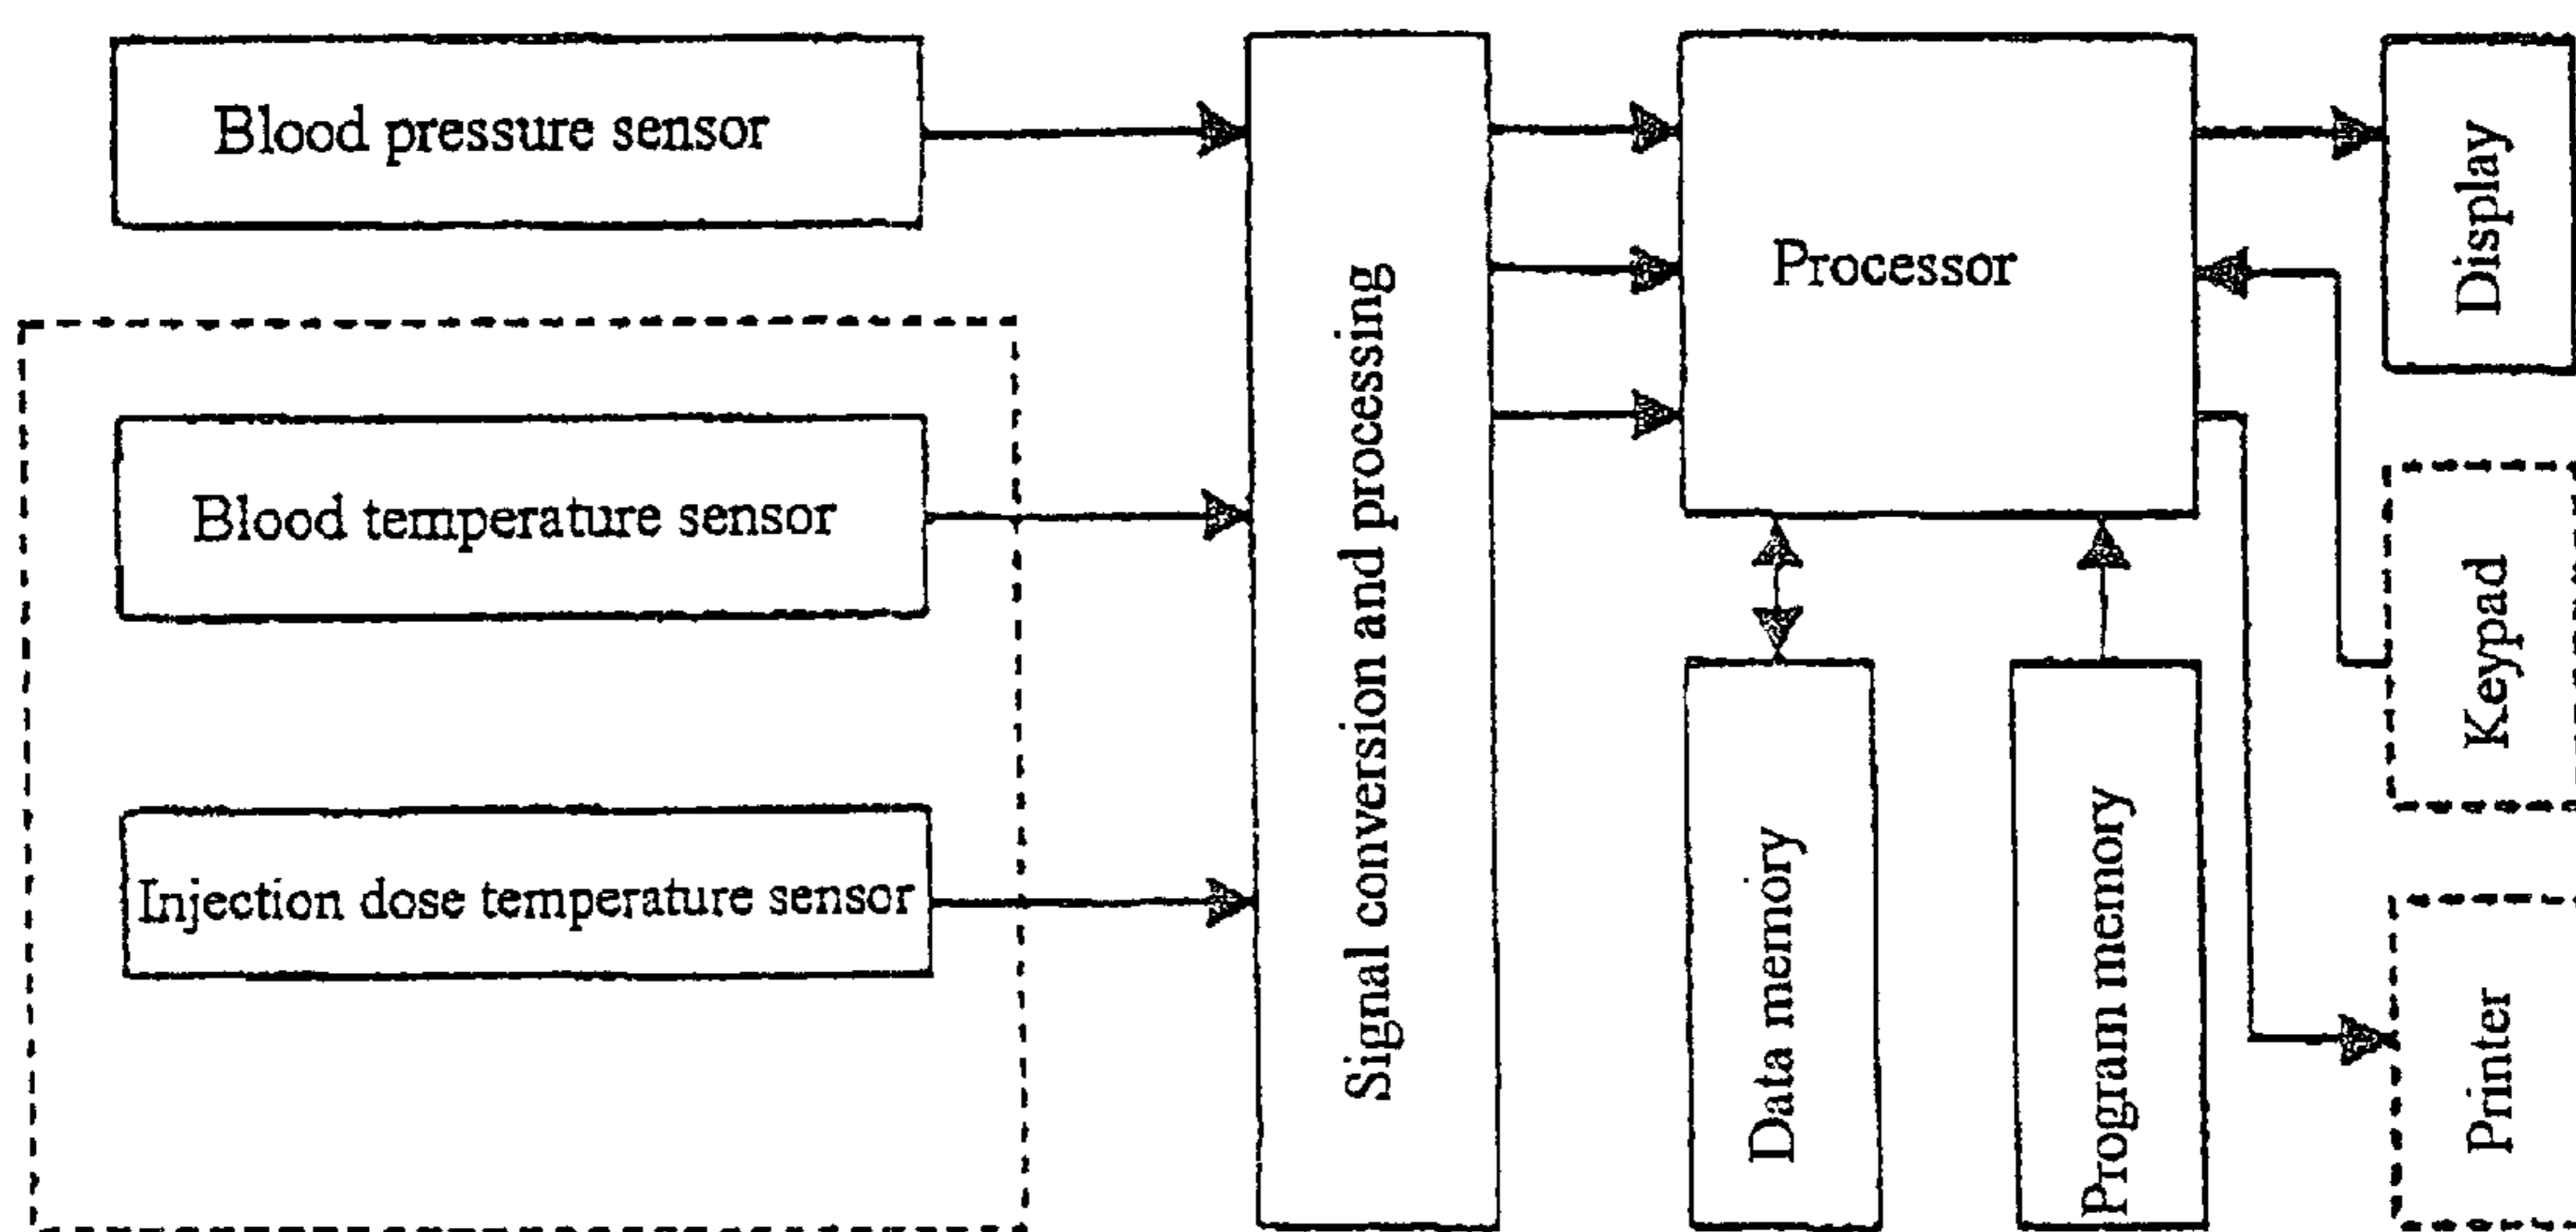 Blood pressure sensor
Blood temperature sensor
Injection dose temperature sensor
Signal conversion and processing
Processor
Data memory
Program memory
Display
Keypad
Printer